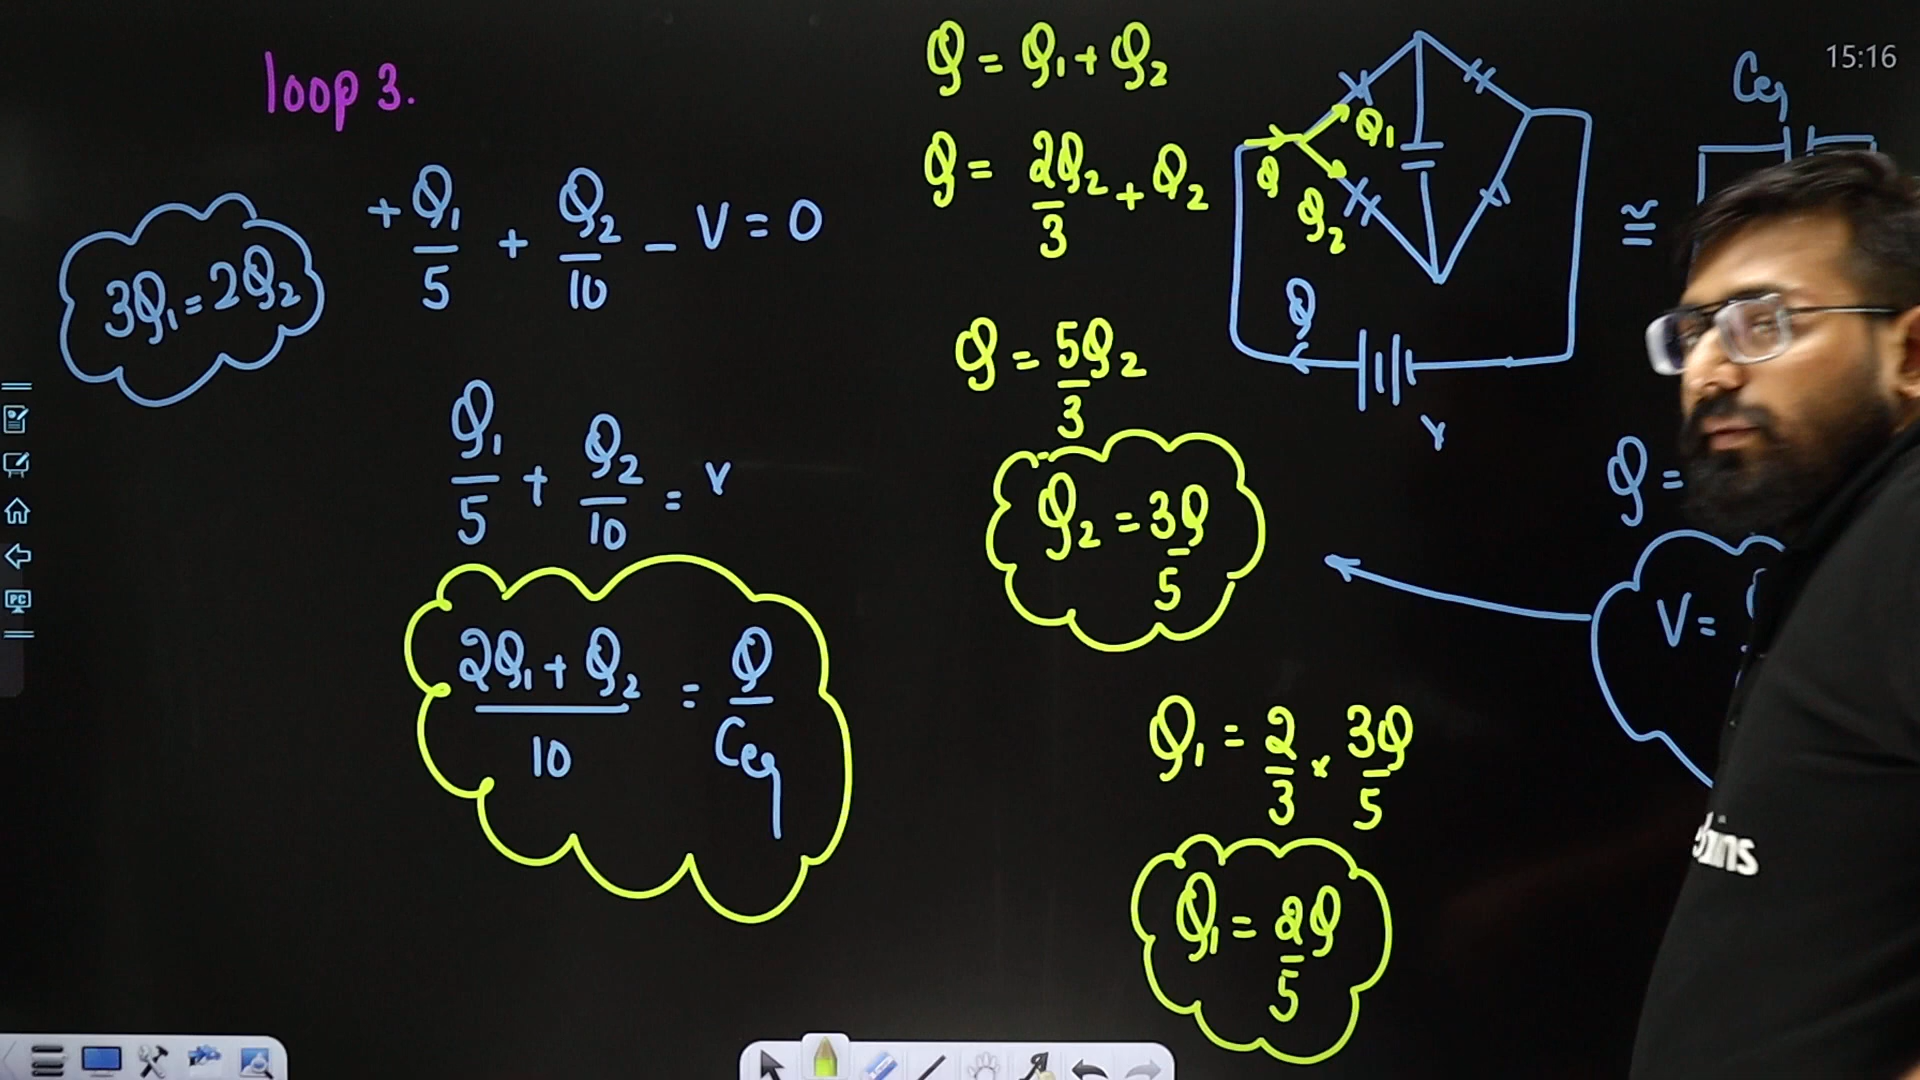 loop 3.
3Q₁ = 2Q₂
+ Q₁/5 + Q₂/10 - V = 0
Q₁/5 + Q₂/10 = V
(2Q₁ + Q₂)/10 = Q/Ceq
Q = Q₁ + Q₂
Q = 2Q₂/3 + Q₂
Q = 5Q₂/3
Q₂ = 3Q/5
Q₁ = 2/3 × 3Q/5
Q₁ = 2Q/5
Q₁
Q
Q₂
Q
V
≅
Ceq
15:16
Q =
V =
PC